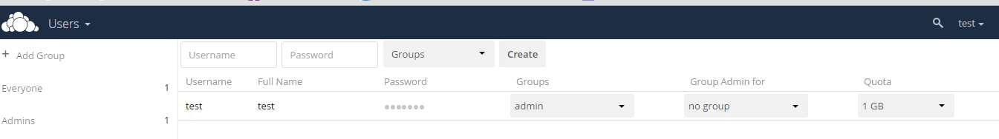 Users test
+ Add Group
Username Password Groups Create
Username Full Name Password Groups Group Admin for Quota
Everyone 1
test test ●●●●●●● admin no group 1 GB
Admins 1